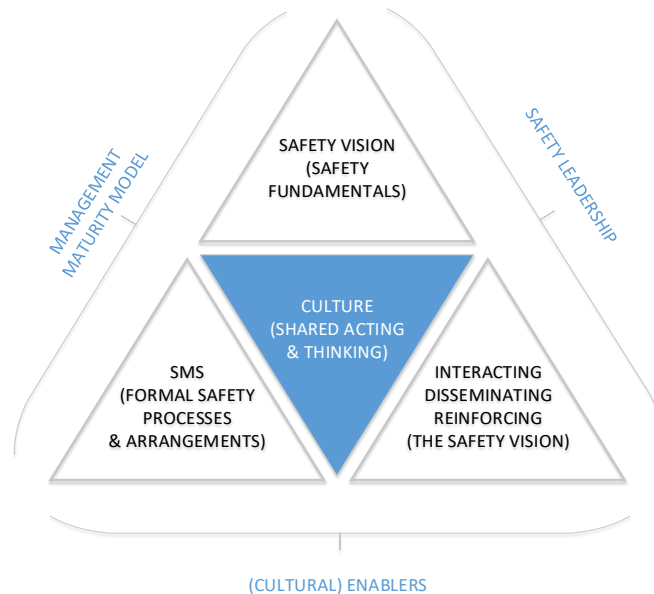 SAFETY VISION
(SAFETY
FUNDAMENTALS)
MANAGEMENT
MATURITY MODEL
SAFETY LEADERSHIP
CULTURE
(SHARED ACTING
& THINKING)
SMS
(FORMAL SAFETY
PROCESSES
& ARRANGEMENTS)
INTERACTING
DISSEMINATING
REINFORCING
(THE SAFETY VISION)
(CULTURAL) ENABLERS